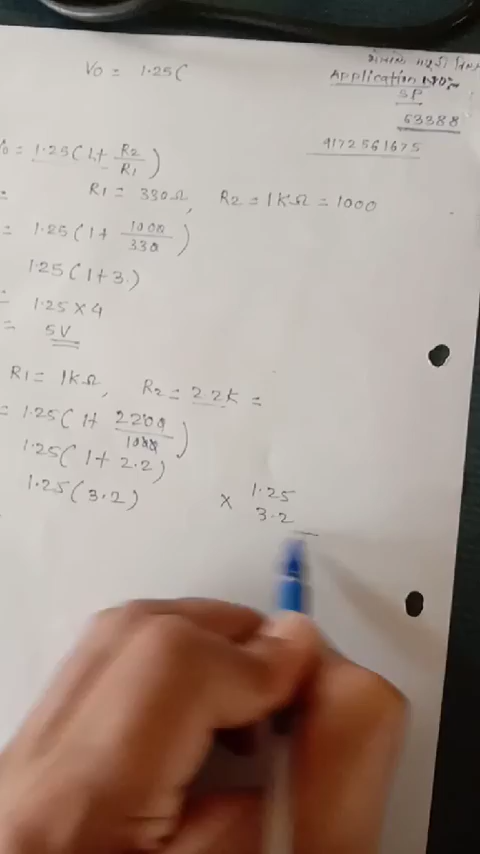 Vo = 1.25(
Application
SP
63388
9172561675
= 1.25(1+ R2/R1)
R1 = 330Ω, R2 = 1KΩ = 1000
= 1.25(1+ 1000/330)
1.25(1+3.)
= 1.25 × 4
= 5V
R1 = 1KΩ, R2 = 2.2K =
= 1.25(1+ 2200/1000)
1.25(1+2.2)
1.25(3.2)
× 1.25
3.2